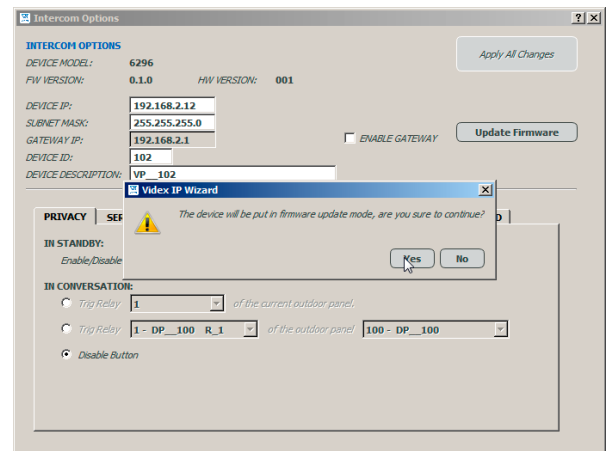 Intercom Options
INTERCOM OPTIONS
DEVICE MODEL: 6296
FW VERSION: 0.1.0 HW VERSION: 001
Apply All Changes
DEVICE IP: 192.168.2.12
SUBNET MASK: 255.255.255.0
GATEWAY IP: 192.168.2.1 ENABLE GATEWAY
Update Firmware
DEVICE ID: 102
DEVICE DESCRIPTION: VP__102
Videx IP Wizard
The device will be put in firmware update mode, are you sure to continue?
Yes No
PRIVACY
IN STANDBY:
Enable/Disable
IN CONVERSATION:
Trig Relay 1 of the current outdoor panel.
Trig Relay 1 - DP__100 R_1 of the outdoor panel 100 - DP__100
Disable Button